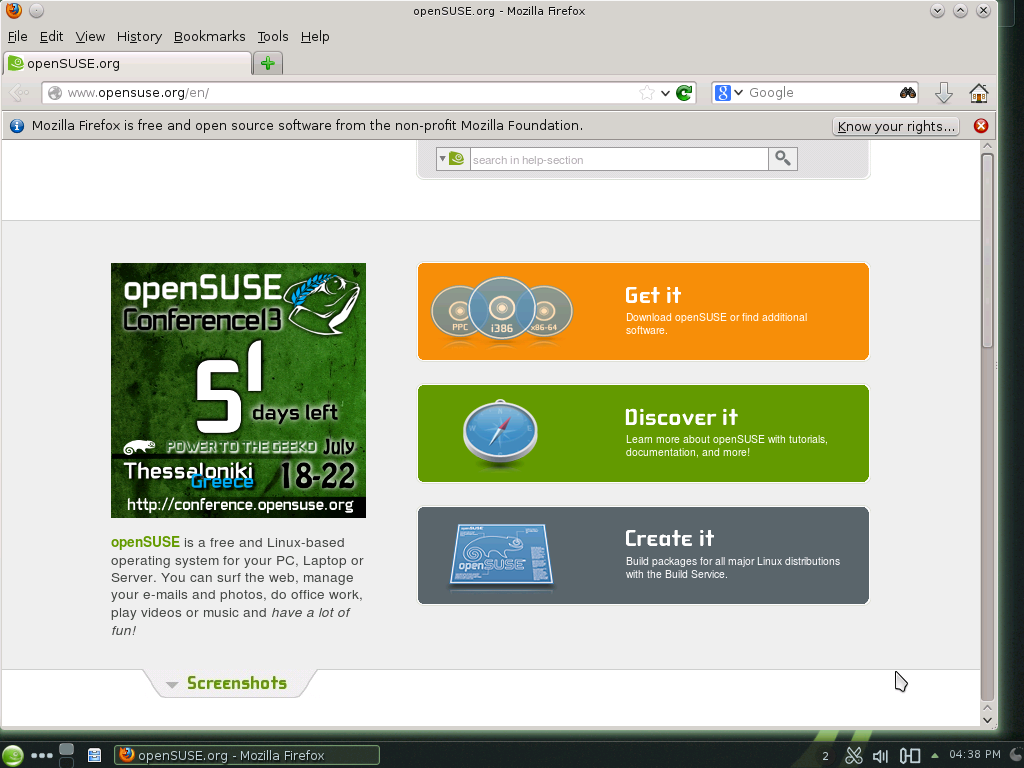 openSUSE.org - Mozilla Firefox
File Edit View History Bookmarks Tools Help
openSUSE.org
www.opensuse.org/en/
Google
Mozilla Firefox is free and open source software from the non-profit Mozilla Foundation.
Know your rights...
search in help-section
openSUSE
Conference13
51
days left
POWER TO THE GEEKO July
Thessaloniki 18-22
Greece
http://conference.opensuse.org
openSUSE is a free and Linux-based
operating system for your PC, Laptop or
Server. You can surf the web, manage
your e-mails and photos, do office work,
play videos or music and have a lot of
fun!
PPC i386 x86-64
Get it
Download openSUSE or find additional
software.
N
W E
Discover it
Learn more about openSUSE with tutorials,
documentation, and more!
openSUSE
openSUSE
Create it
Build packages for all major Linux distributions
with the Build Service.
Screenshots
openSUSE.org - Mozilla Firefox
2
04:38 PM